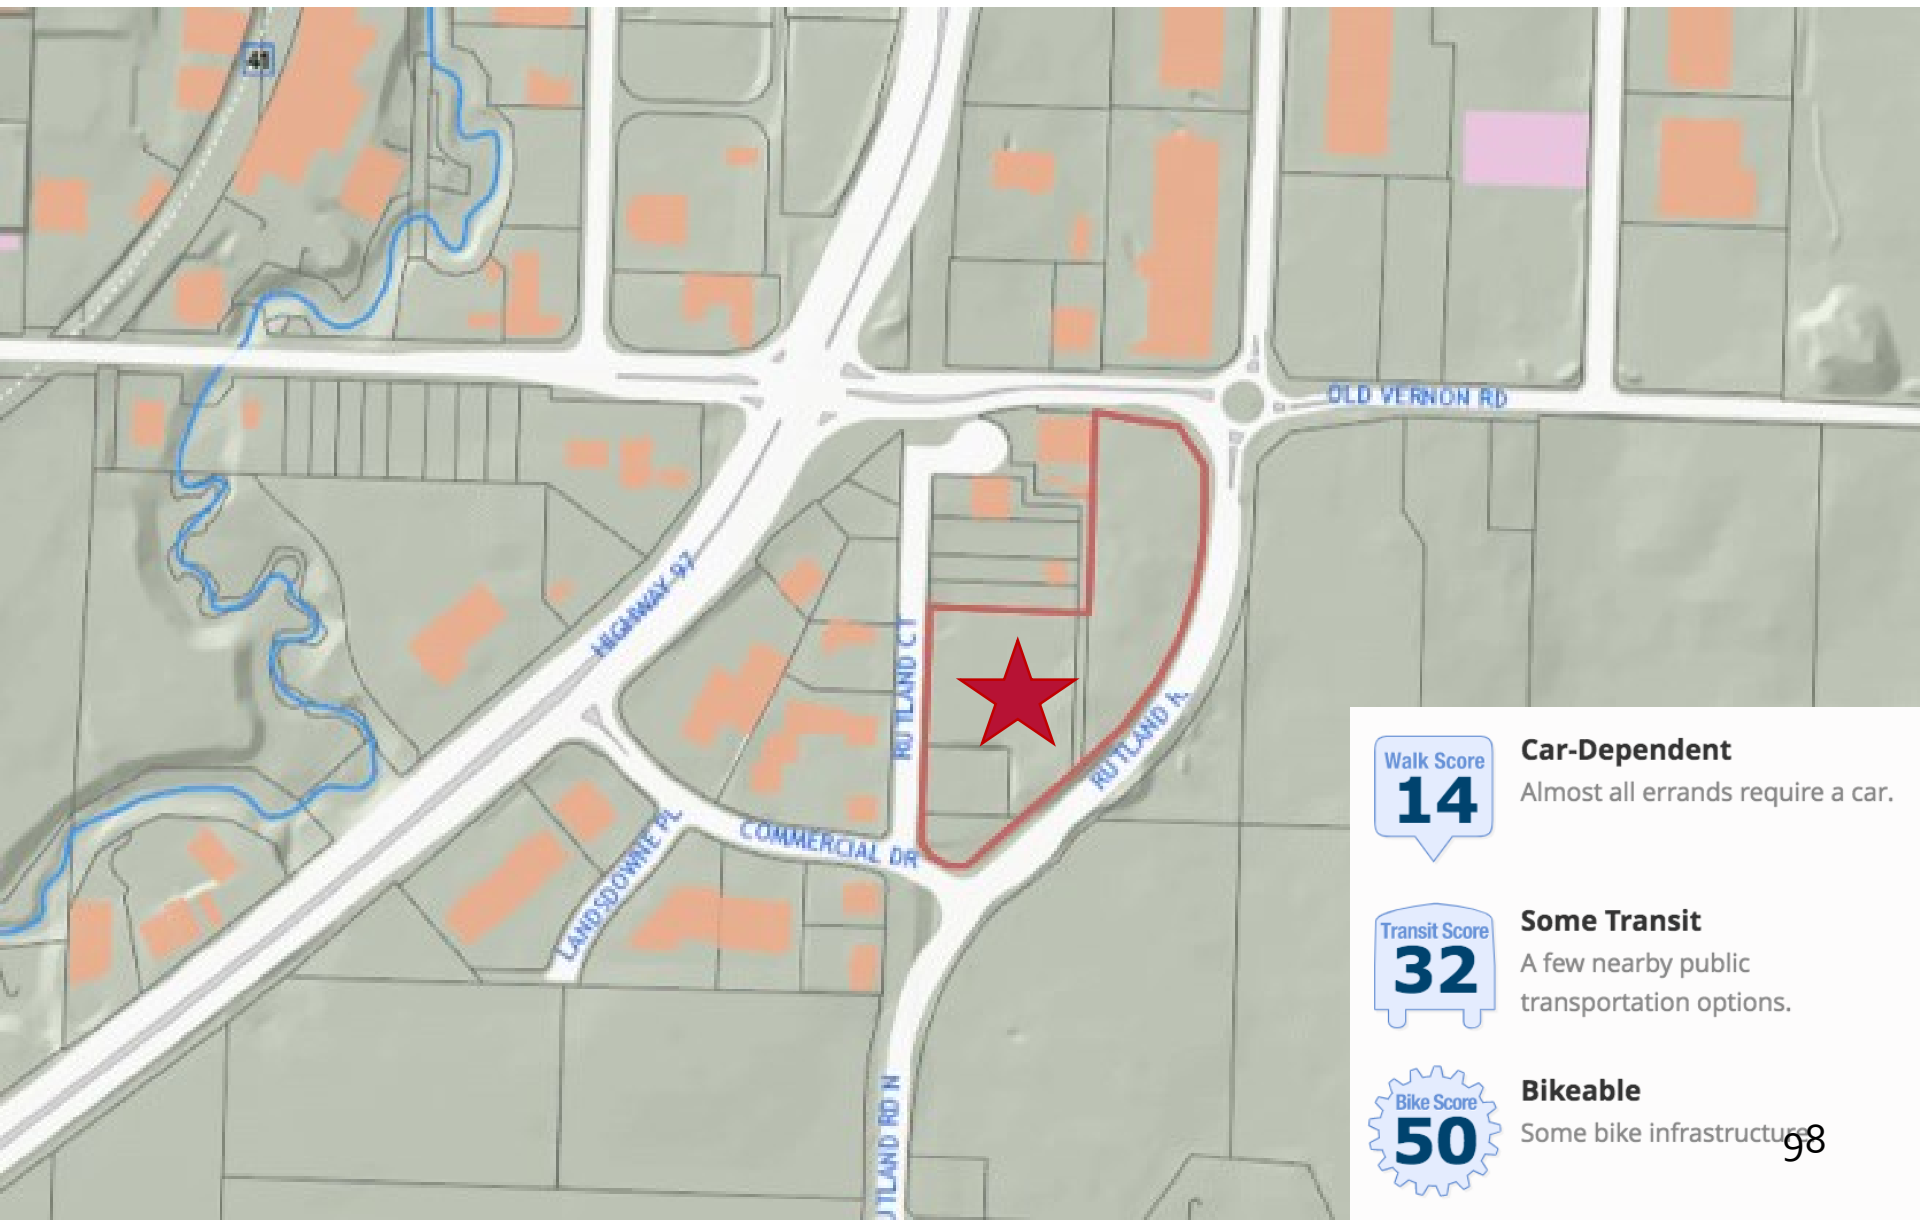 41
OLD VERNON RD
HIGHWAY 97
RUTLAND CT
RUTLAND R
COMMERCIAL DR
LANDSDOWNE PL
UTLAND RD N
Walk Score
14
Car-Dependent
Almost all errands require a car.
Transit Score
32
Some Transit
A few nearby public
transportation options.
Bike Score
50
Bikeable
Some bike infrastructure
98